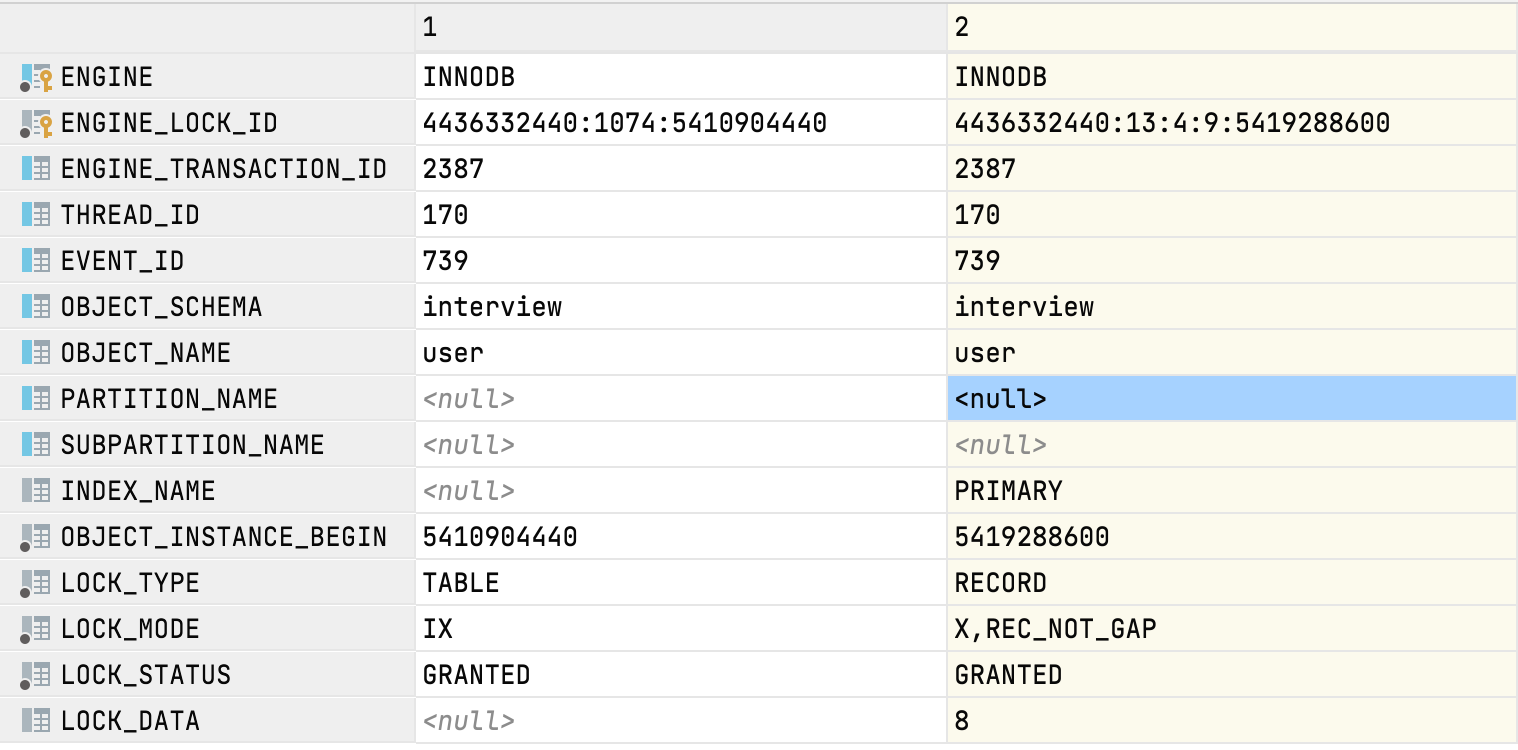 1 2
ENGINE INNODB INNODB
ENGINE_LOCK_ID 4436332440:1074:5410904440 4436332440:13:4:9:5419288600
ENGINE_TRANSACTION_ID 2387 2387
THREAD_ID 170 170
EVENT_ID 739 739
OBJECT_SCHEMA interview interview
OBJECT_NAME user user
PARTITION_NAME <null> <null>
SUBPARTITION_NAME <null> <null>
INDEX_NAME <null> PRIMARY
OBJECT_INSTANCE_BEGIN 5410904440 5419288600
LOCK_TYPE TABLE RECORD
LOCK_MODE IX X,REC_NOT_GAP
LOCK_STATUS GRANTED GRANTED
LOCK_DATA <null> 8